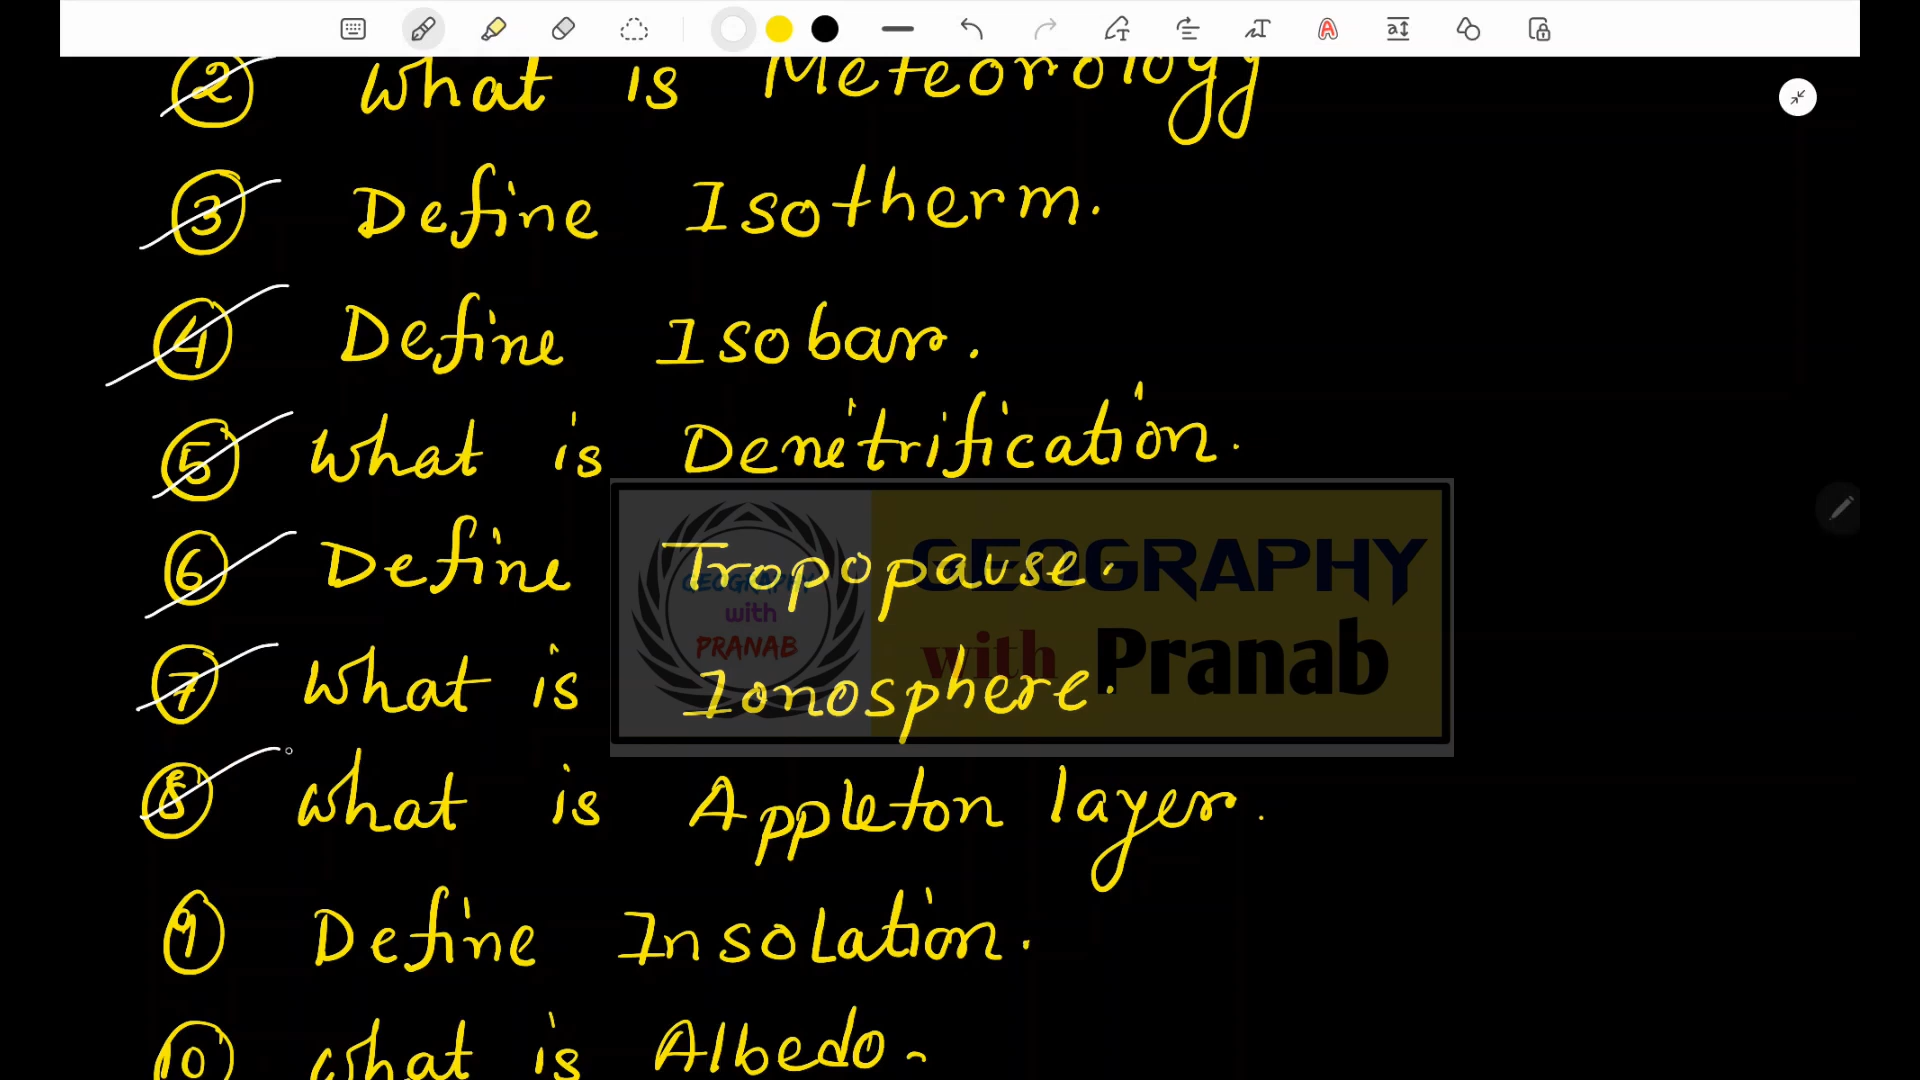 ② What is Meteorology
③ Define Isotherm.
④ Define Isobar.
⑤ What is Denitrification.
⑥ Define Tropopause.
⑦ What is Ionosphere.
⑧ What is Appleton layer.
⑨ Define Insolation.
⑩ What is Albedo.
GEOGRAPHY
with
PRANAB
GEOGRAPHY
with Pranab